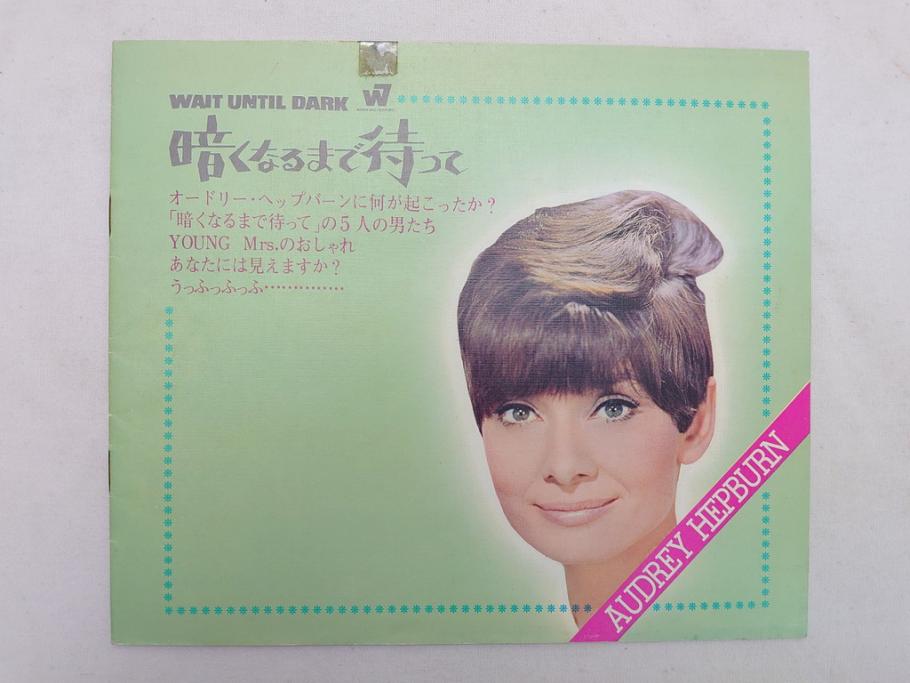 WAIT UNTIL DARK W
暗くなるまで待って
オードリー・ヘップバーンに何が起こったか?
「暗くなるまで待って」の5人の男たち
YOUNG Mrs.のおしゃれ
あなたには見えますか?
うっふっふっふ……………
AUDREY HEPBURN